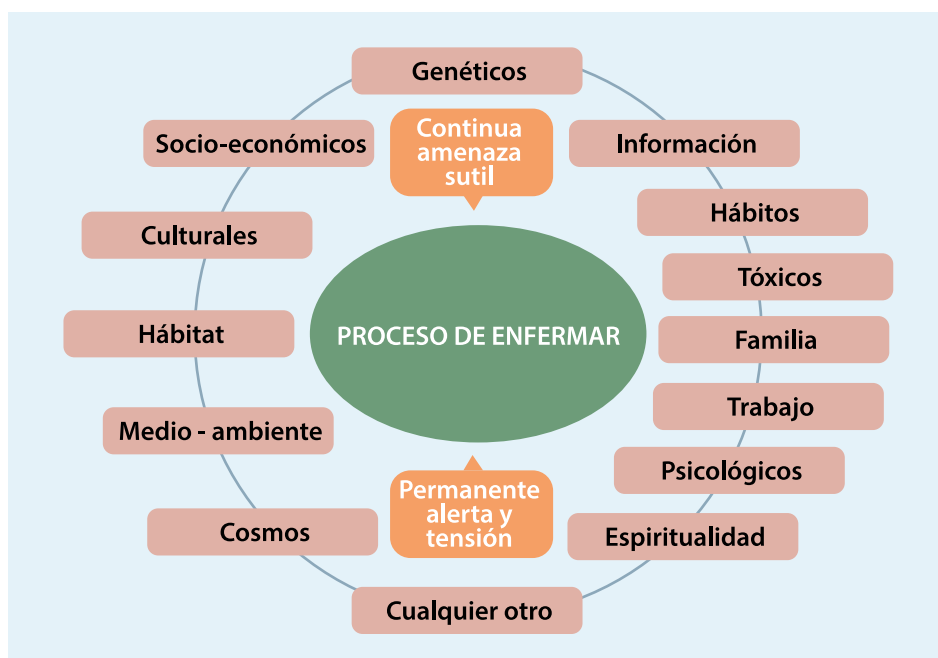 Genéticos
Continua
amenaza
sutil
Socio-económicos
Información
Hábitos
Culturales
Tóxicos
Hábitat
PROCESO DE ENFERMAR
Familia
Trabajo
Medio - ambiente
Psicológicos
Permanente
alerta y
tensión
Cosmos
Espiritualidad
Cualquier otro